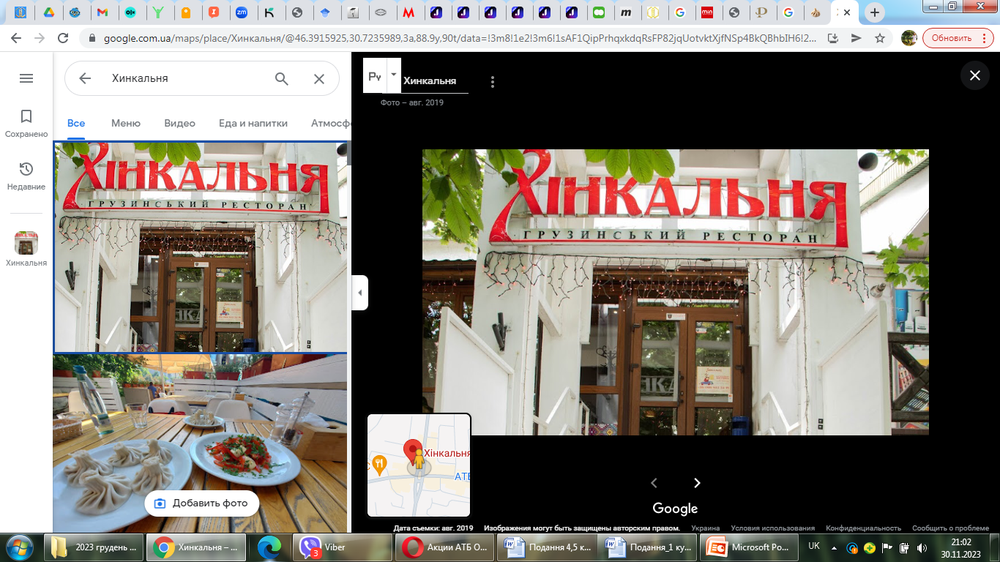 google.com.ua/maps/place/Хинкальня/@46.3915925,30.7235989,3a,88.9y,90t/data=!3m8!1e2!3m6!1sAF1QipPrhqxkdqRsFP82jqUotvktXjfNSp4BkQBhbIH6!2...
Обновить
Хинкальня
Ру
Хинкальня
Фото – авг. 2019
Сохранено
Недавние
Хинкальня
Все Меню Видео Еда и напитки Атмосф
ХІНКАЛЬНЯ
ГРУЗИНСЬКИЙ РЕСТОРАН
ХІНКАЛЬНЯ
ГРУЗИНСЬКИЙ РЕСТОРАН
Добавить фото
Хінкальня
АТБ
Google
Дата съемки: авг. 2019 Изображения могут быть защищены авторским правом. Украина Условия использования Конфиденциальность Сообщить о проблеме
2023 грудень ...
Хинкальня – ...
3
Viber
Акции АТБ О...
Подання 4,5 к...
Подання_1 ку...
Microsoft Po...
UK
21:02
30.11.2023